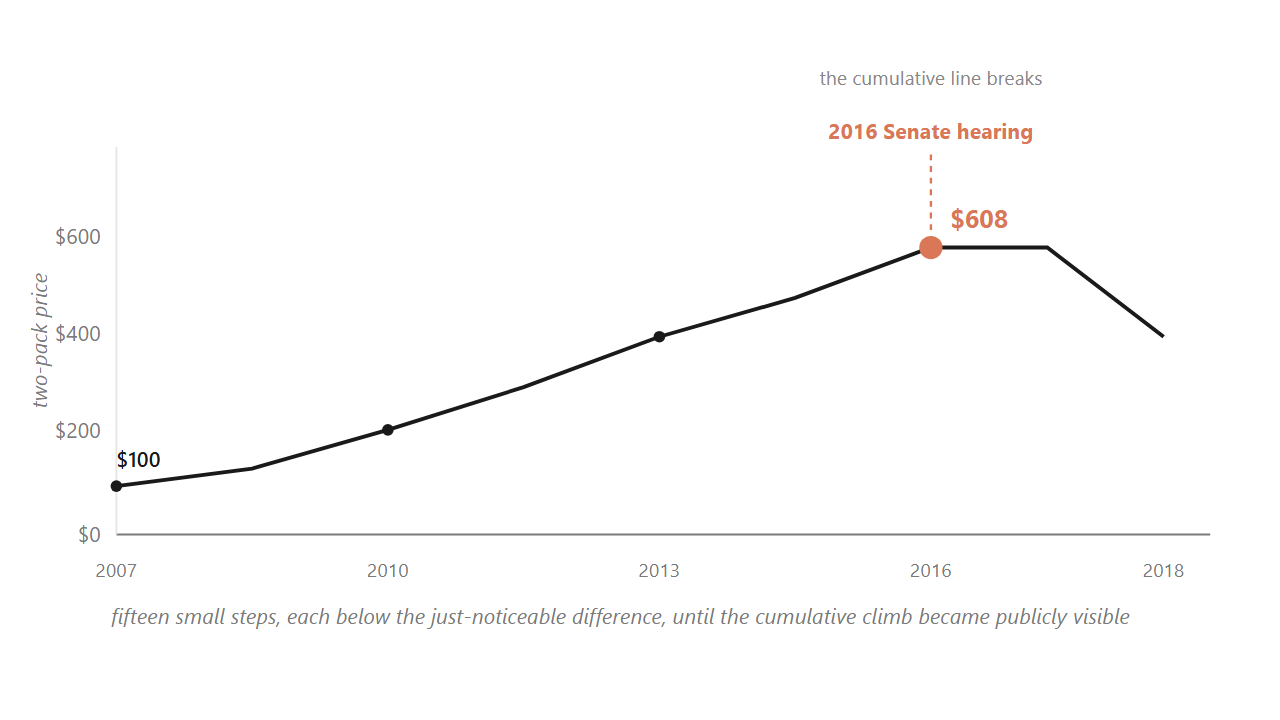 the cumulative line breaks
2016 Senate hearing
$608
$600
$400
$200
$0
two-pack price
$100
2007 2010 2013 2016 2018
fifteen small steps, each below the just-noticeable difference, until the cumulative climb became publicly visible